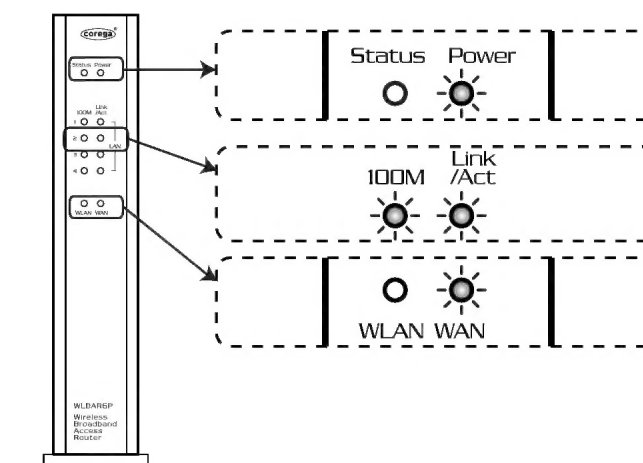 corega
Status Power
100M Link
/Act
1
2
LAN
3
4
WLAN WAN
WLBARGP
Wireless
Broadband
Access
Router
Status Power
Link
100M /Act
WLAN WAN